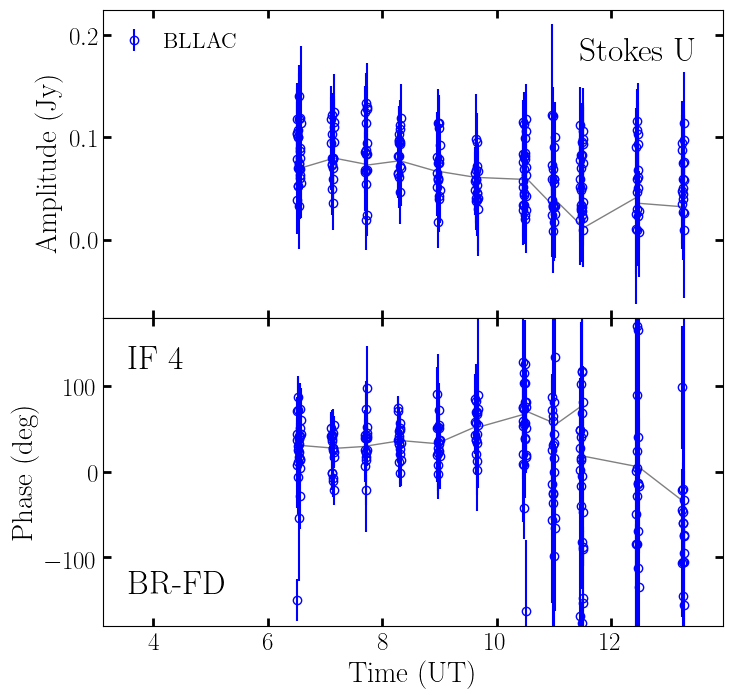 0.2
BLLAC
Stokes U
0.1
0.0
Amplitude (Jy)
IF 4
100
0
−100
Phase (deg)
BR-FD
4 6 8 10 12
Time (UT)